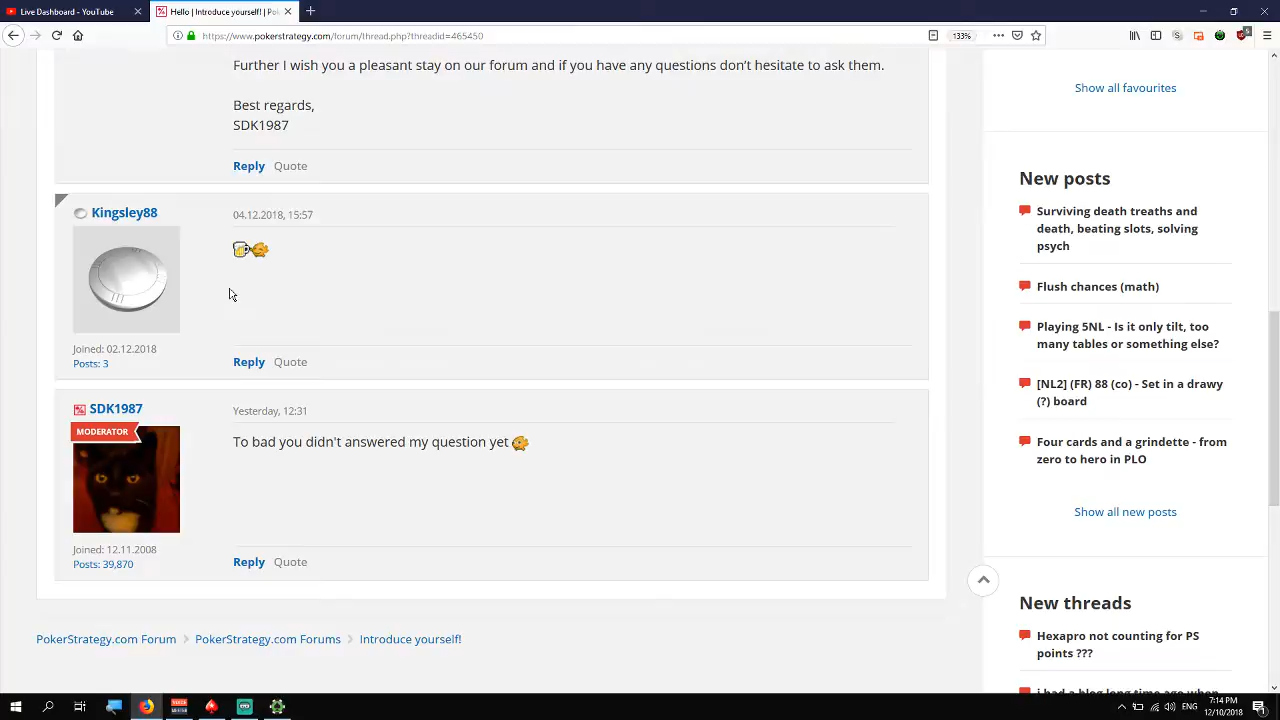 Live Dashboard - YouTube
Hello | Introduce yourself! | Pok
https://www.pokerstrategy.com/forum/thread.php?threadid=465450
133%
Further I wish you a pleasant stay on our forum and if you have any questions don't hesitate to ask them.
Best regards,
SDK1987
Reply Quote
Kingsley88
04.12.2018, 15:57
Joined: 02.12.2018
Posts: 3
Reply Quote
SDK1987
MODERATOR
Yesterday, 12:31
To bad you didn't answered my question yet
Joined: 12.11.2008
Posts: 39,870
Reply Quote
PokerStrategy.com Forum
PokerStrategy.com Forums
Introduce yourself!
Show all favourites
New posts
Surviving death treaths and
death, beating slots, solving
psych
Flush chances (math)
Playing 5NL - Is it only tilt, too
many tables or something else?
[NL2] (FR) 88 (co) - Set in a drawy
(?) board
Four cards and a grindette - from
zero to hero in PLO
Show all new posts
New threads
Hexapro not counting for PS
points ???
i had a blog long time ago when
ENG
7:14 PM
12/10/2018